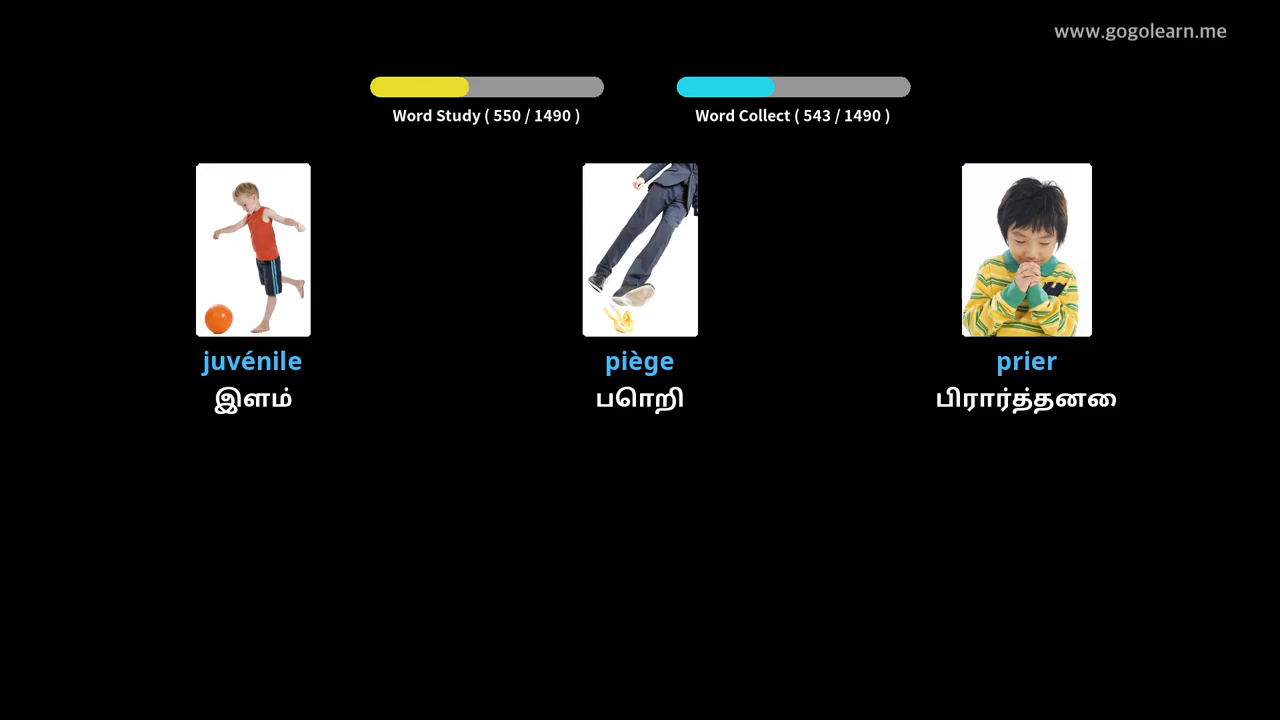 www.gogolearn.me
Word Study ( 550 / 1490 )
Word Collect ( 543 / 1490 )
juvénile
piège
prier
இளம்
பொறி
பிரார்த்தனை